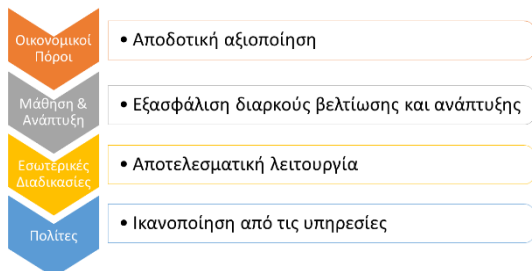 Οικονομικοί
Πόροι
• Αποδοτική αξιοποίηση
Μάθηση &
Ανάπτυξη
• Εξασφάλιση διαρκούς βελτίωσης και ανάπτυξης
Εσωτερικές
Διαδικασίες
• Αποτελεσματική λειτουργία
Πολίτες
• Ικανοποίηση από τις υπηρεσίες